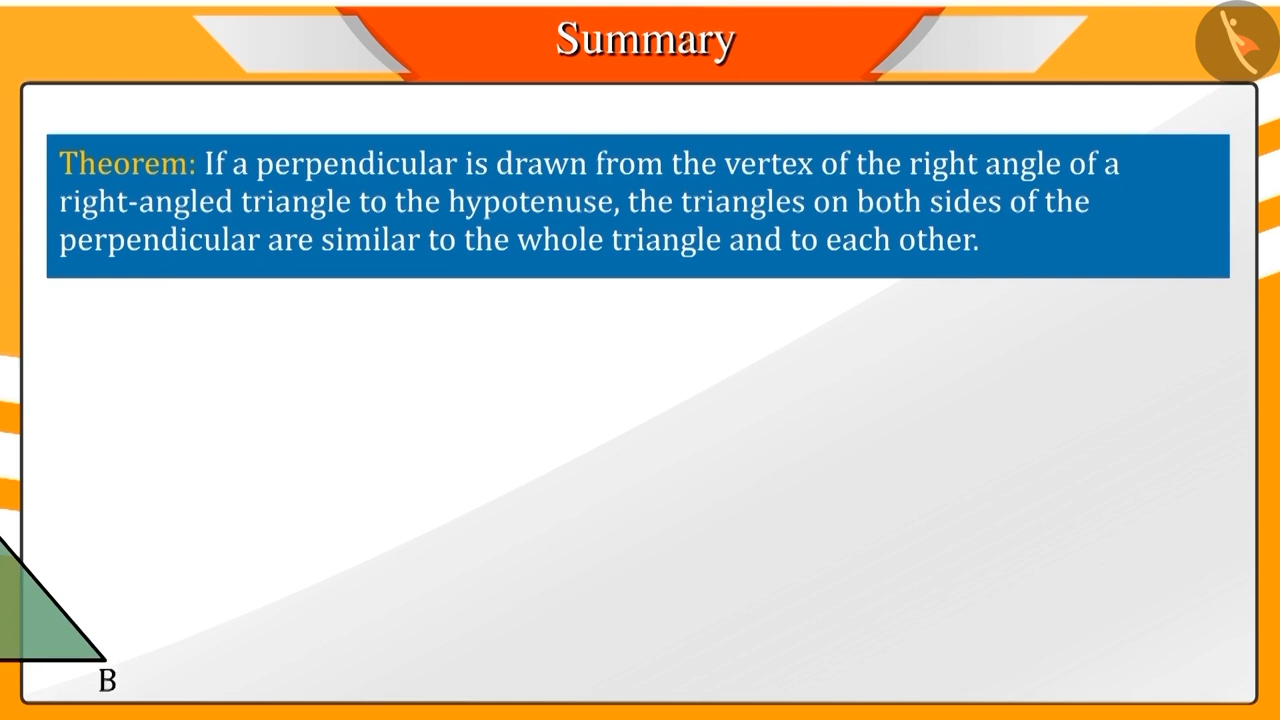 Summary
Theorem: If a perpendicular is drawn from the vertex of the right angle of a
right-angled triangle to the hypotenuse, the triangles on both sides of the
perpendicular are similar to the whole triangle and to each other.
B